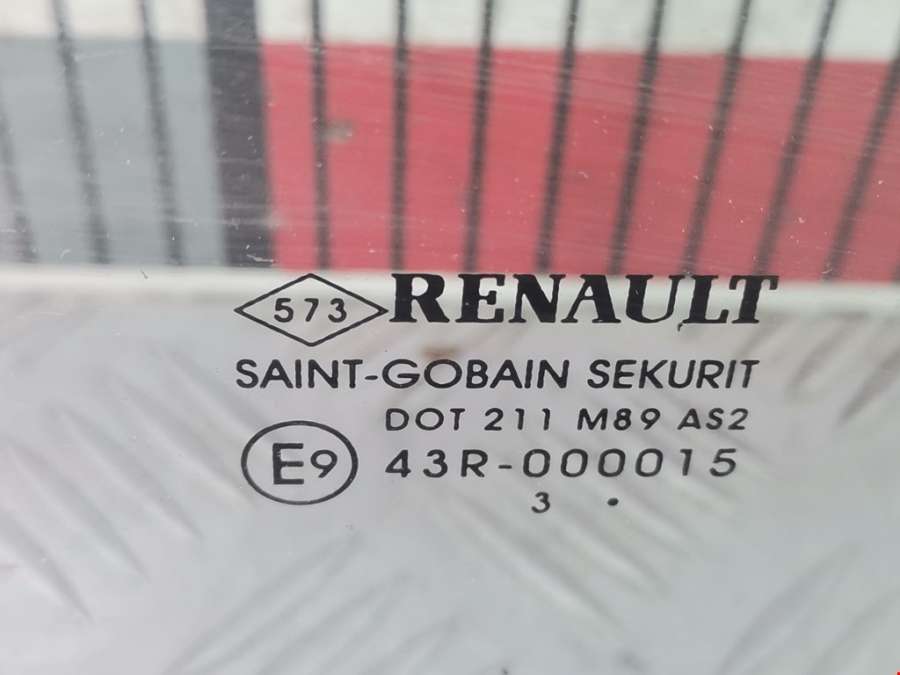 573 RENAULT
SAINT-GOBAIN SEKURIT
DOT 211 M89 AS2
E9 43R-000015
3 .